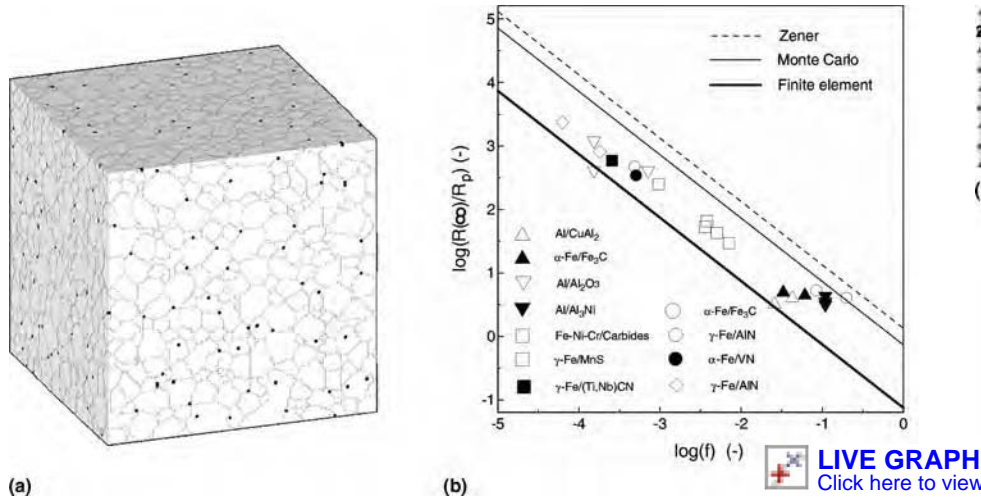 5
4
3
2
1
0
-1
-5
-4
-3
-2
-1
0
log(R(∞)/Rp) (-)
log(f) (-)
Zener
Monte Carlo
Finite element
Al/CuAl2
α-Fe/Fe3C
Al/Al2O3
Al/Al3Ni
Fe-Ni-Cr/Carbides
γ-Fe/MnS
γ-Fe/(Ti,Nb)CN
α-Fe/Fe3C
γ-Fe/AlN
α-Fe/VN
γ-Fe/AlN
(a)
(b)
2
(
LIVE GRAPH
Click here to view